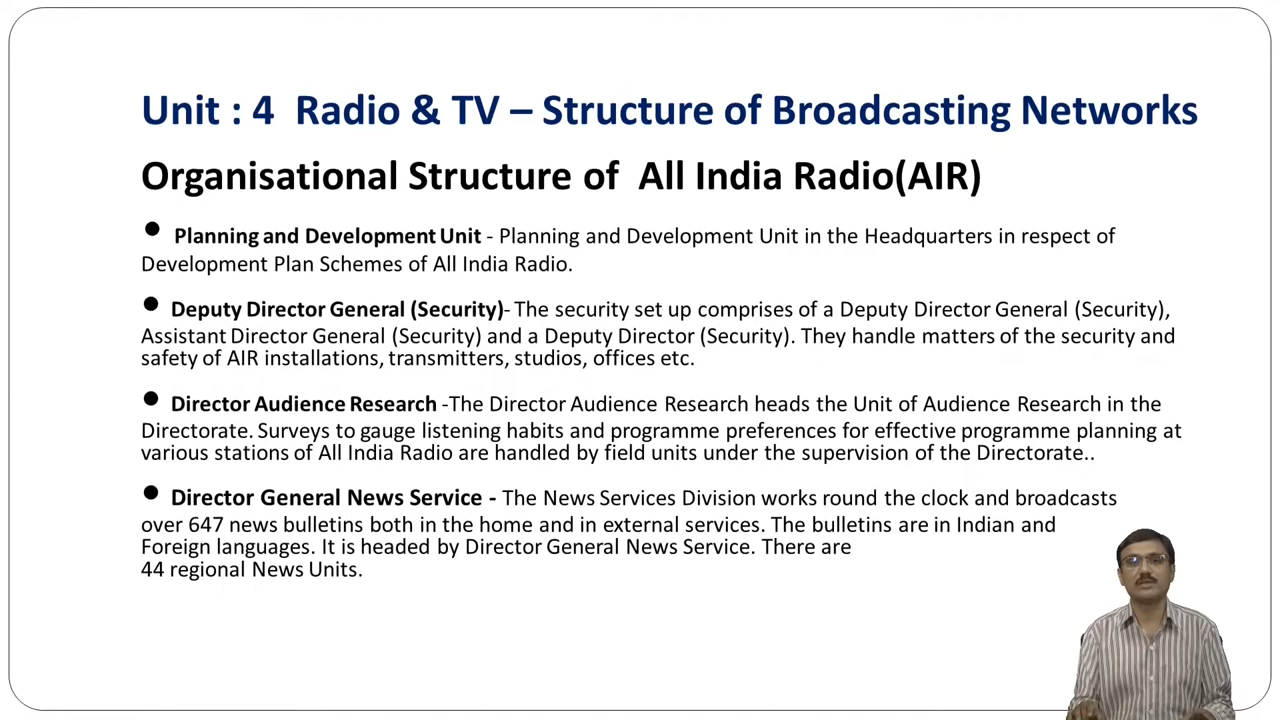 Unit : 4 Radio & TV – Structure of Broadcasting Networks
Organisational Structure of All India Radio(AIR)
• Planning and Development Unit - Planning and Development Unit in the Headquarters in respect of
Development Plan Schemes of All India Radio.
• Deputy Director General (Security)- The security set up comprises of a Deputy Director General (Security),
Assistant Director General (Security) and a Deputy Director (Security). They handle matters of the security and
safety of AIR installations, transmitters, studios, offices etc.
• Director Audience Research -The Director Audience Research heads the Unit of Audience Research in the
Directorate. Surveys to gauge listening habits and programme preferences for effective programme planning at
various stations of All India Radio are handled by field units under the supervision of the Directorate..
• Director General News Service - The News Services Division works round the clock and broadcasts
over 647 news bulletins both in the home and in external services. The bulletins are in Indian and
Foreign languages. It is headed by Director General News Service. There are
44 regional News Units.